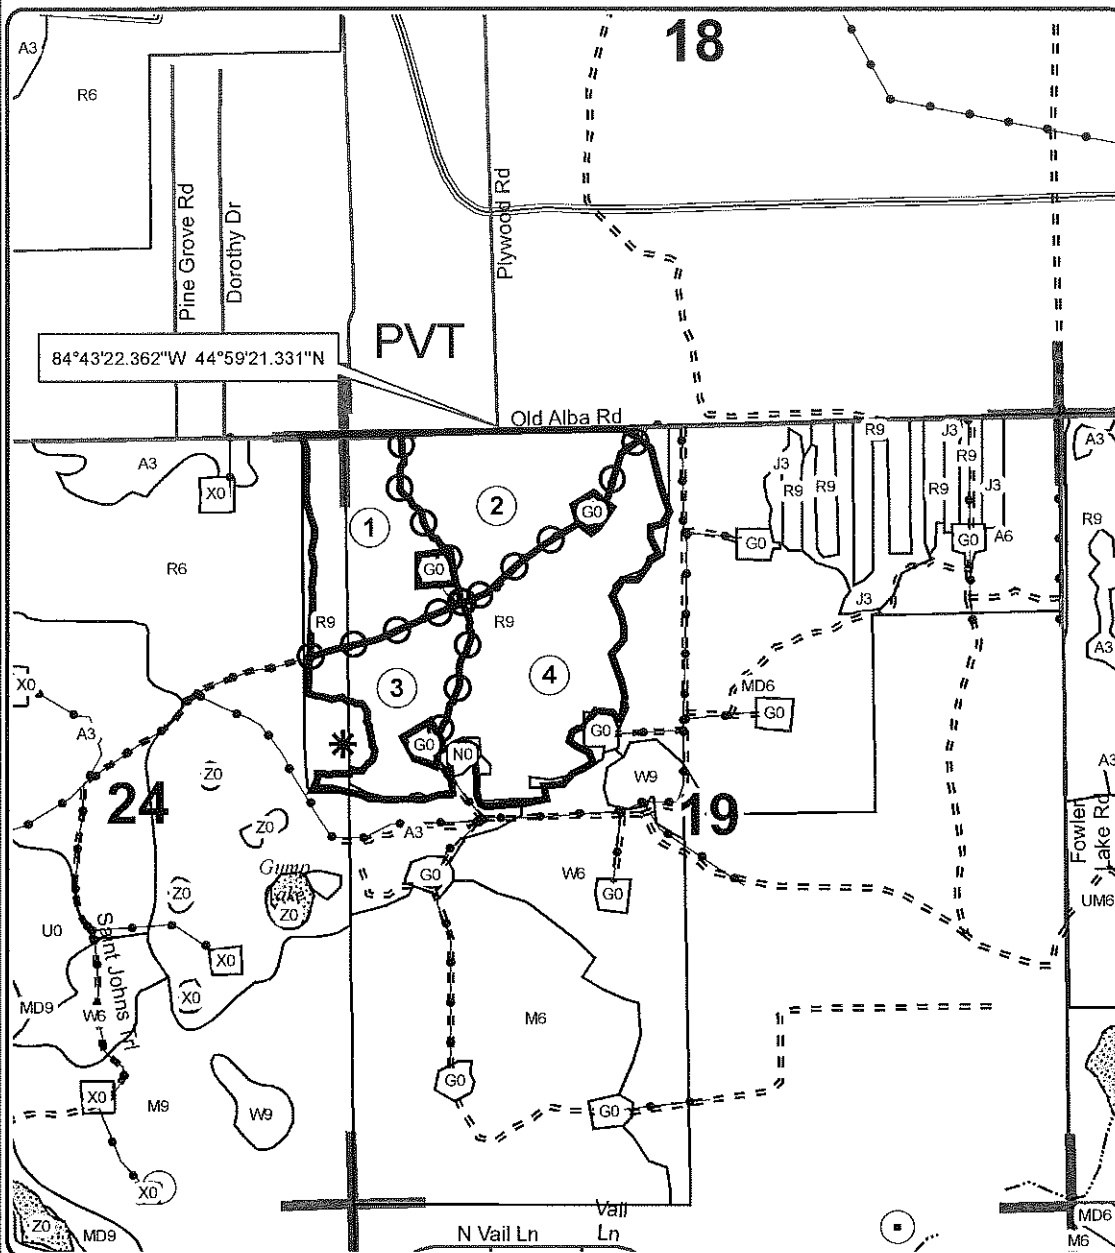 18
A3
R6
Pine Grove Rd
Dorothy Dr
Plywood Rd
PVT
84°43'22.362"W 44°59'21.331"N
Old Alba Rd
A3
X0
R6
1
2
G0
G0
R9
R9
3
4
G0
N0
G0
R9
J3
R9
J3
R9
R9
R9
J3
G0
G0
A6
J3
A3
R9
A3
MD6
G0
X0
A3
Z0
24
Z0
A3
W9
19
A3
Fowler
Lake Rd
Gump
Lake
Z0
Z0
G0
W6
G0
UM6
U0
X0
Saint Johns Trl
MD9
X0
W6
M6
X0
M9
W9
G0
G0
X0
Z0
MD9
N Vail Ln
Vail
Ln
MD6
M6